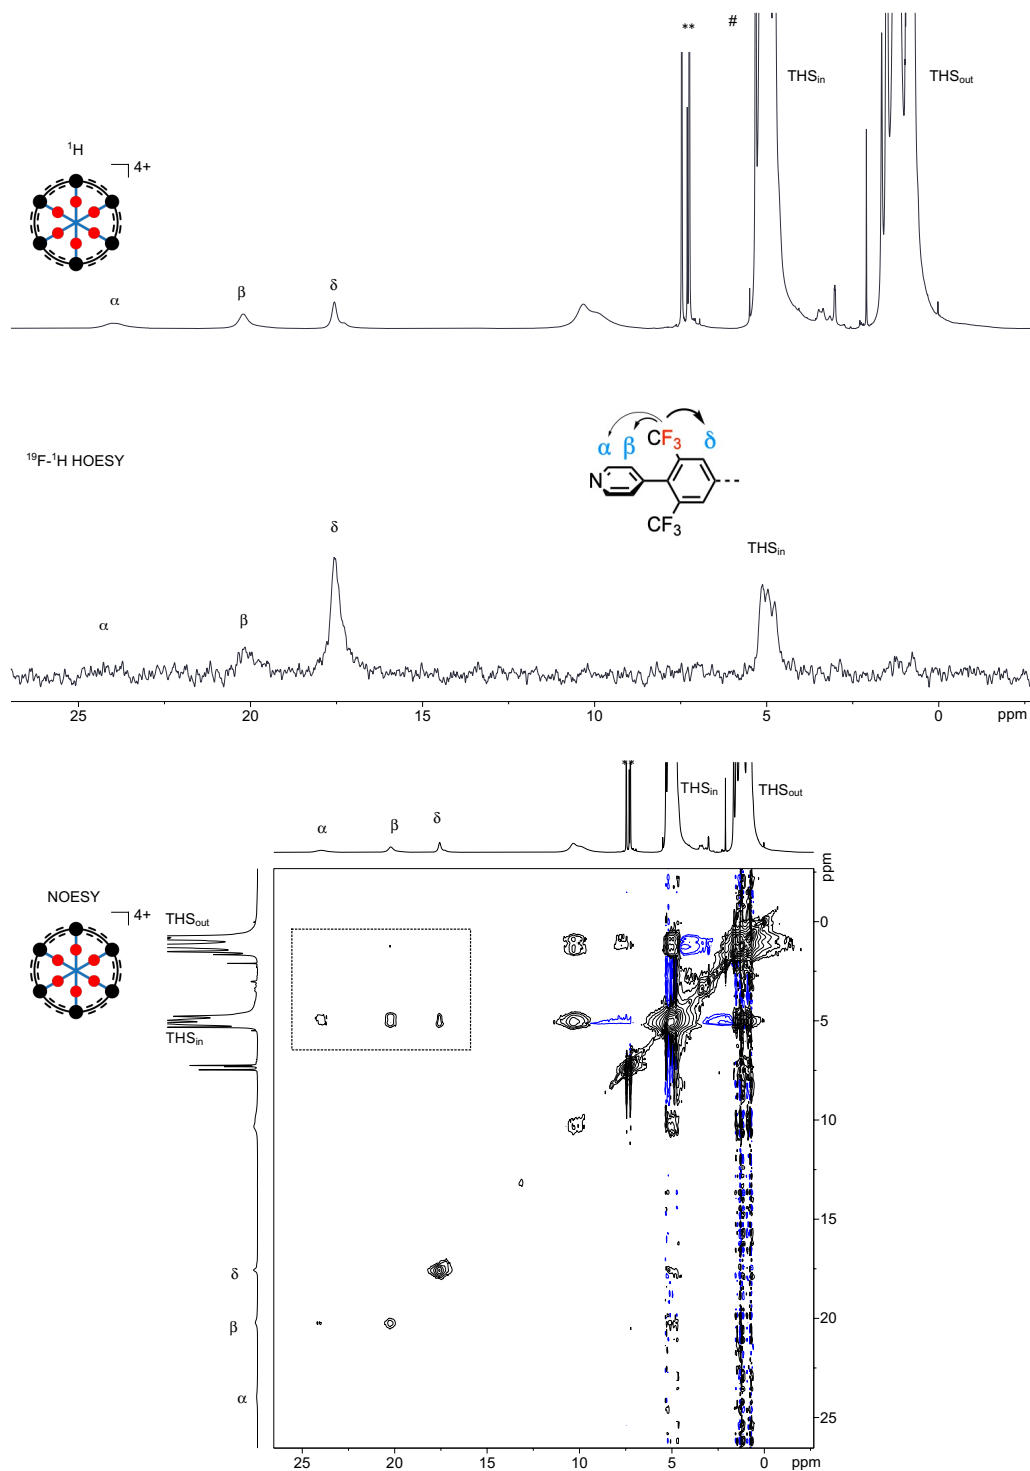 ** #
THSin THSout
1H
4+
α β δ
CF3
α β δ
N
CF3
19F-1H HOESY
δ
THSin
α β
25 20 15 10 5 0 ppm
**
THSin THSout
α β δ
ppm
NOESY
4+
THSout
0
THSin
5
10
15
δ
20
β
α
25
25 20 15 10 5 0 ppm